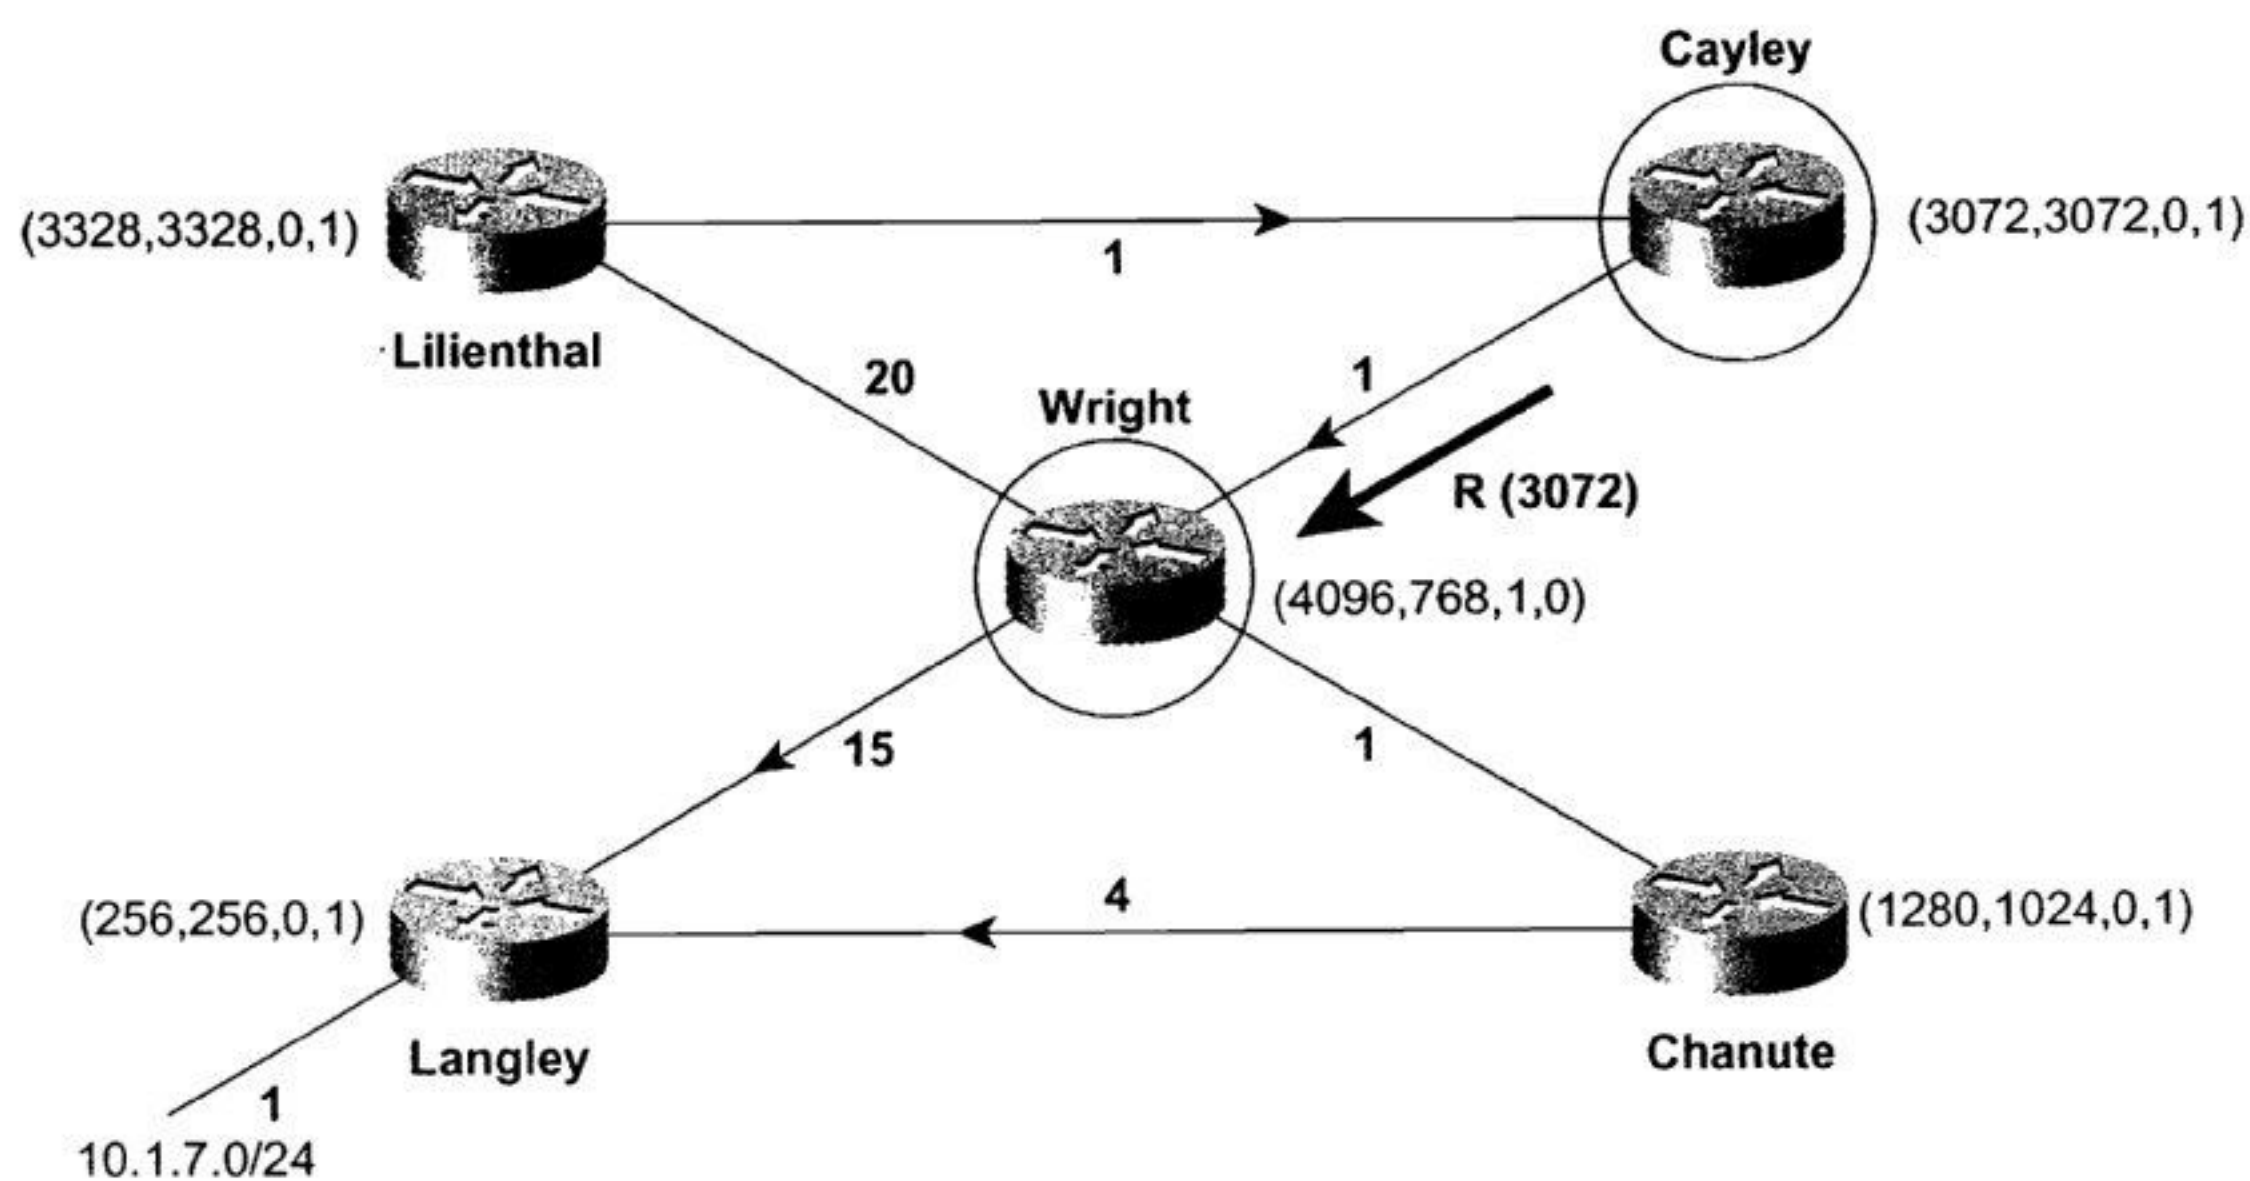 Cayley
(3328,3328,0,1)
1
(3072,3072,0,1)
Lilienthal
20
Wright
1
R (3072)
(4096,768,1,0)
15
1
(256,256,0,1)
4
(1280,1024,0,1)
Langley
Chanute
1
10.1.7.0/24